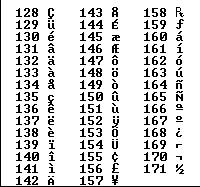 128 Ç 143 Å 158 ₧
129 ü 144 É 159 ƒ
130 é 145 æ 160 á
131 â 146 Æ 161 í
132 ä 147 ô 162 ó
133 à 148 ö 163 ú
134 å 149 ò 164 ñ
135 ç 150 û 165 Ñ
136 ê 151 ù 166 ª
137 ë 152 ÿ 167 º
138 è 153 Ö 168 ¿
139 ï 154 Ü 169 ⌐
140 î 155 ¢ 170 ¬
141 ì 156 £ 171 ½
142 Ä 157 ¥